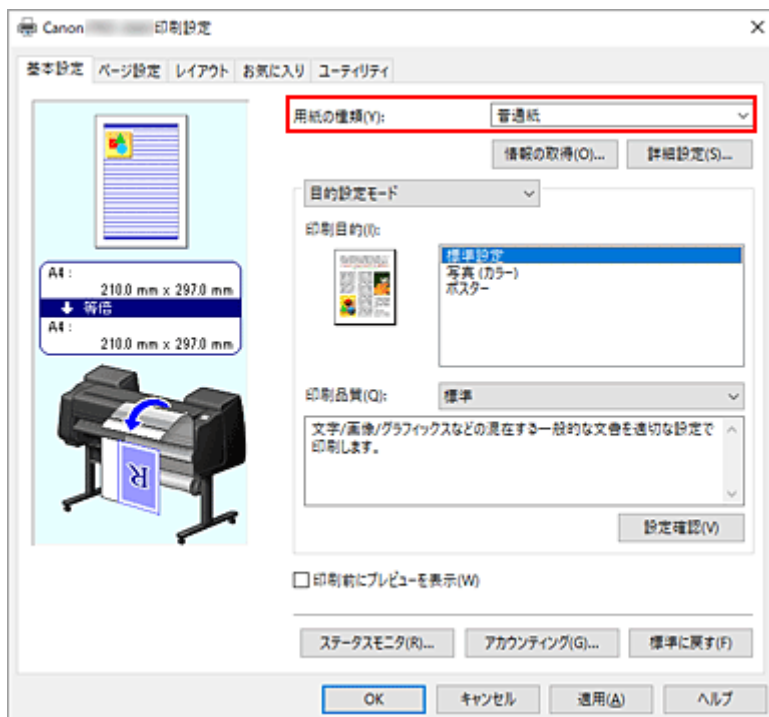 Canon 印刷設定
基本設定 ページ設定 レイアウト お気に入り ユーティリティ
用紙の種類(Y): 普通紙
情報の取得(O)... 詳細設定(S)...
目的設定モード
印刷目的(I):
標準設定
写真 (カラー)
ポスター
A4 :
210.0 mm x 297.0 mm
等倍
A4 :
210.0 mm x 297.0 mm
印刷品質(Q): 標準
文字/画像/グラフィックスなどの混在する一般的な文書を適切な設定で
印刷します。
R
設定確認(V)
印刷前にプレビューを表示(W)
ステータスモニタ(R)... アカウンティング(G)... 標準に戻す(F)
OK キャンセル 適用(A) ヘルプ